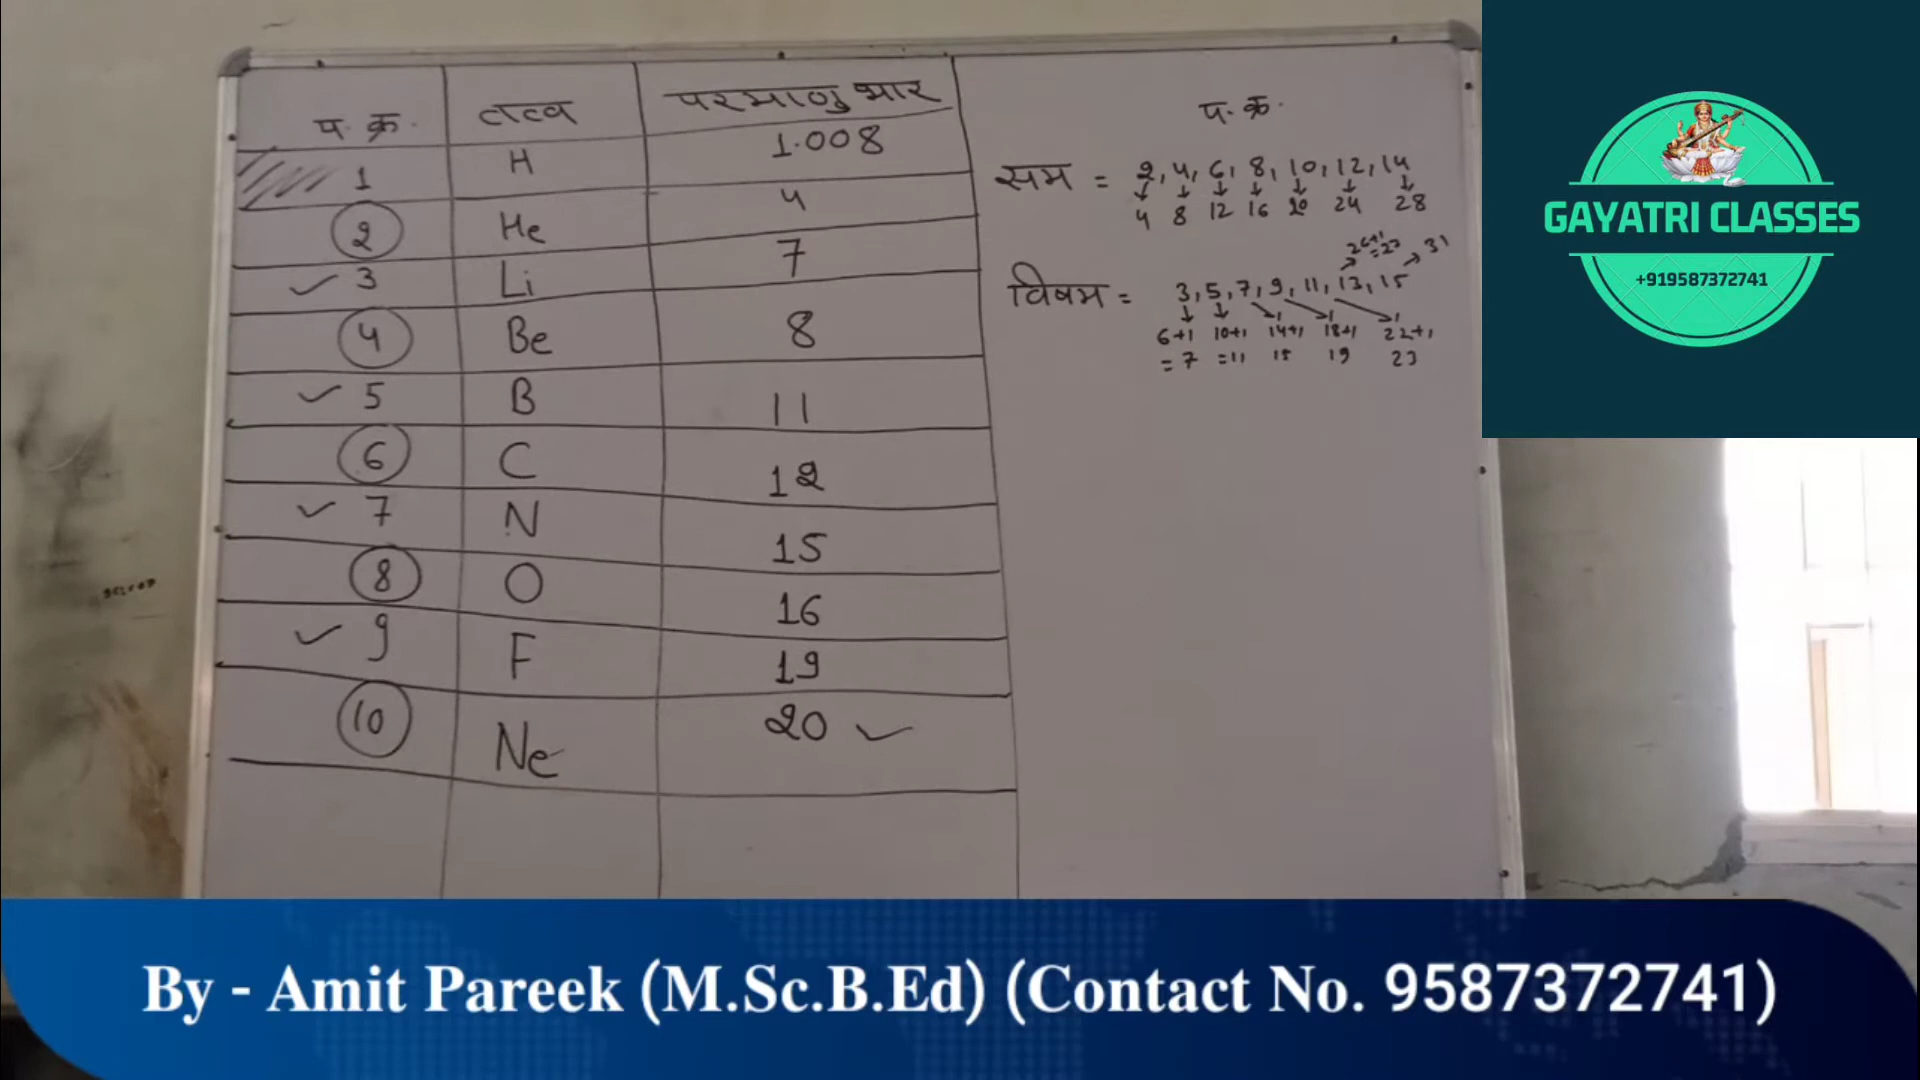 प. क्र. तत्व परमाणु भार
1 H 1.008
2 He 4
3 Li 7
4 Be 8
5 B 11
6 C 12
7 N 15
8 O 16
9 F 19
10 Ne 20
प. क्र.
सम = 2, 4, 6, 8, 10, 12, 14
4 8 12 16 20 24 28
26+1
=27 31
विषम = 3, 5, 7, 9, 11, 13, 15
6+1 10+1 14+1 18+1 22+1
=7 =11 15 19 23
GAYATRI CLASSES
+919587372741
By - Amit Pareek (M.Sc.B.Ed) (Contact No. 9587372741)